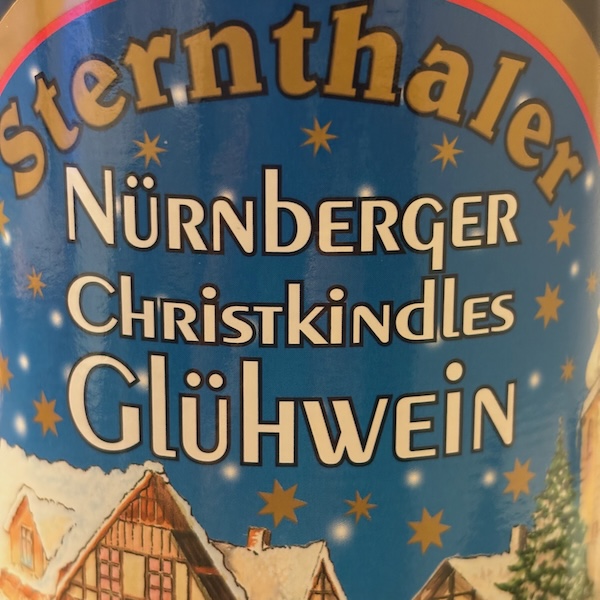 Sternthaler
Nürnberger
Christkindles
Glühwein